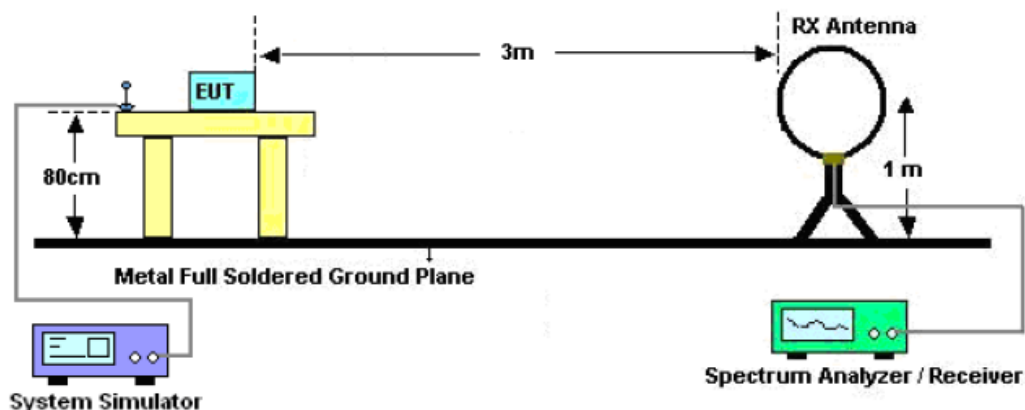 RX Antenna
3m
EUT
80cm
1 m
Metal Full Soldered Ground Plane
System Simulator
Spectrum Analyzer / Receiver